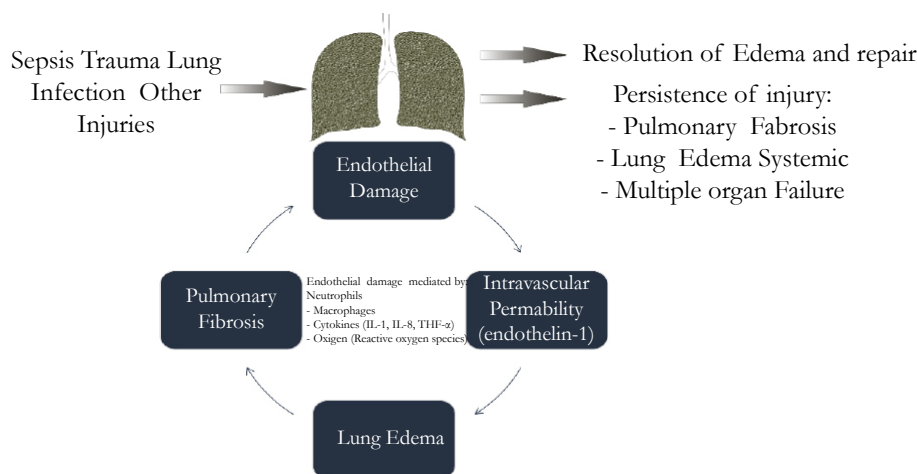 Sepsis Trauma Lung
Infection Other
Injuries
Resolution of Edema and repair
Persistence of injury:
- Pulmonary Fabrosis
- Lung Edema Systemic
- Multiple organ Failure
Endothelial
Damage
Pulmonary
Fibrosis
Endothelial damage mediated by:
Neutrophils
- Macrophages
- Cytokines (IL-1, IL-8, THF-α)
- Oxigen (Reactive oxygen species)
Intravascular
Permability
(endothelin-1)
Lung Edema